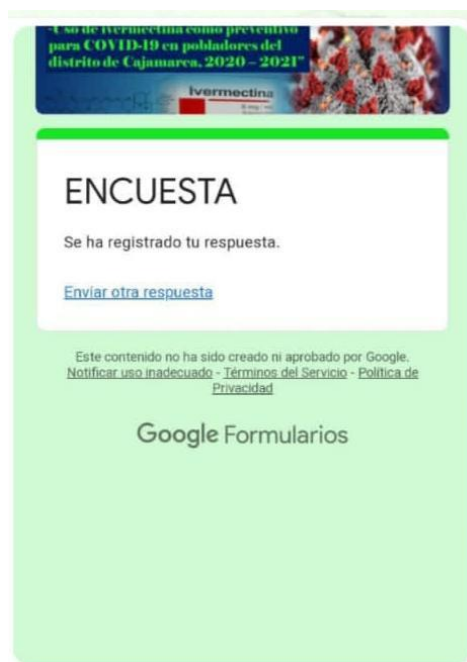 -Uso de ivermectina como preventivo
para COVID-19 en pobladores del
distrito de Cajamarca, 2020 – 2021"
ivermectina
ENCUESTA
Se ha registrado tu respuesta.
Enviar otra respuesta
Este contenido no ha sido creado ni aprobado por Google.
Notificar uso inadecuado - Términos del Servicio - Política de
Privacidad
Google Formularios